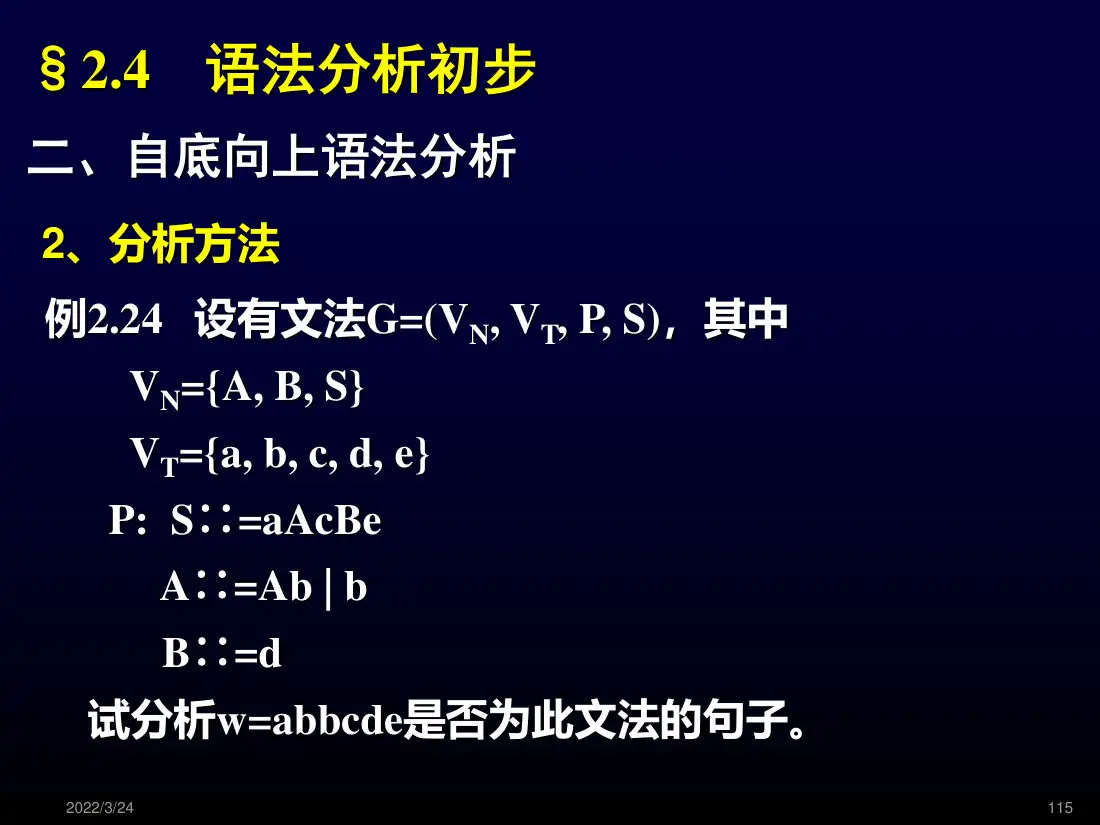 §2.4 语法分析初步
二、自底向上语法分析
2、分析方法
例2.24 设有文法G=(VN, VT, P, S)，其中
VN={A, B, S}
VT={a, b, c, d, e}
P: S∷=aAcBe
A∷=Ab | b
B∷=d
试分析w=abbcde是否为此文法的句子。
2022/3/24
115